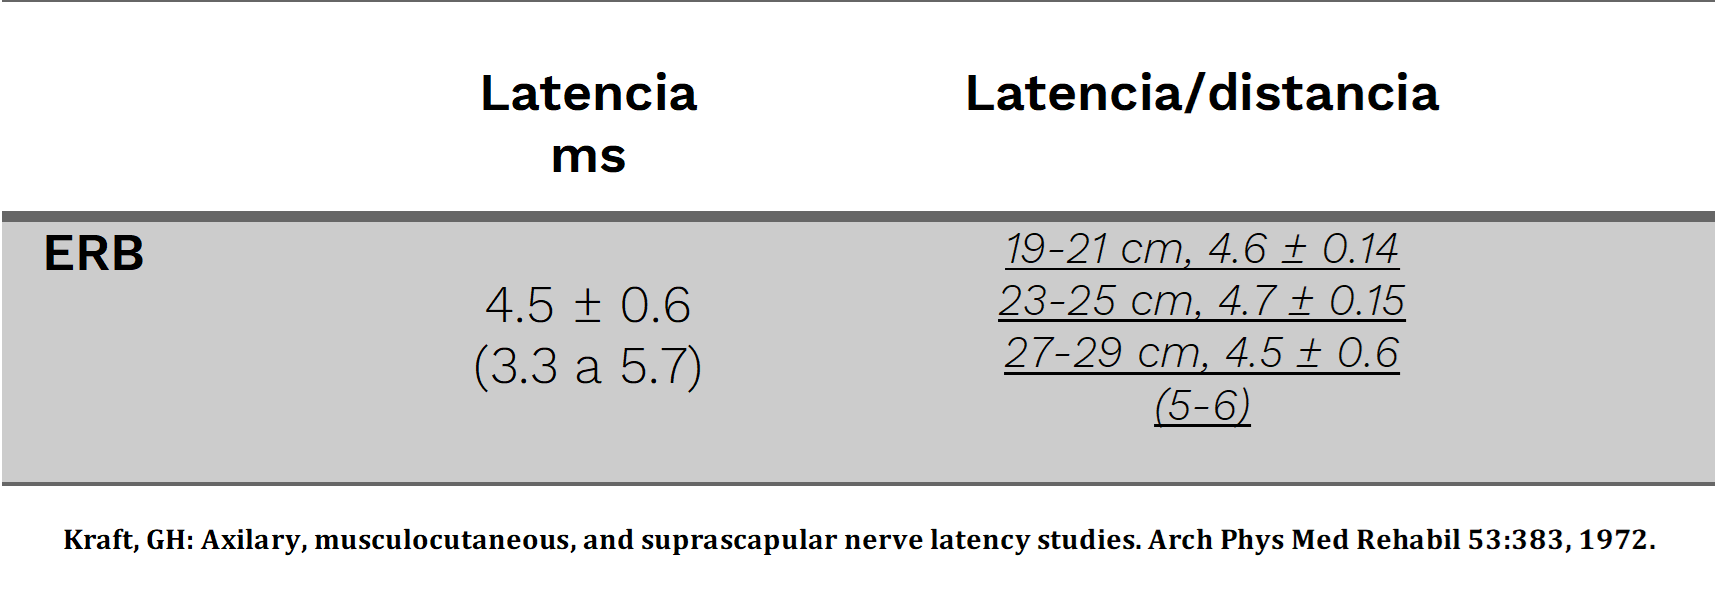 Latencia
ms
Latencia/distancia
ERB
4.5 ± 0.6
(3.3 a 5.7)
19-21 cm, 4.6 ± 0.14
23-25 cm, 4.7 ± 0.15
27-29 cm, 4.5 ± 0.6
(5-6)
Kraft, GH: Axilary, musculocutaneous, and suprascapular nerve latency studies. Arch Phys Med Rehabil 53:383, 1972.